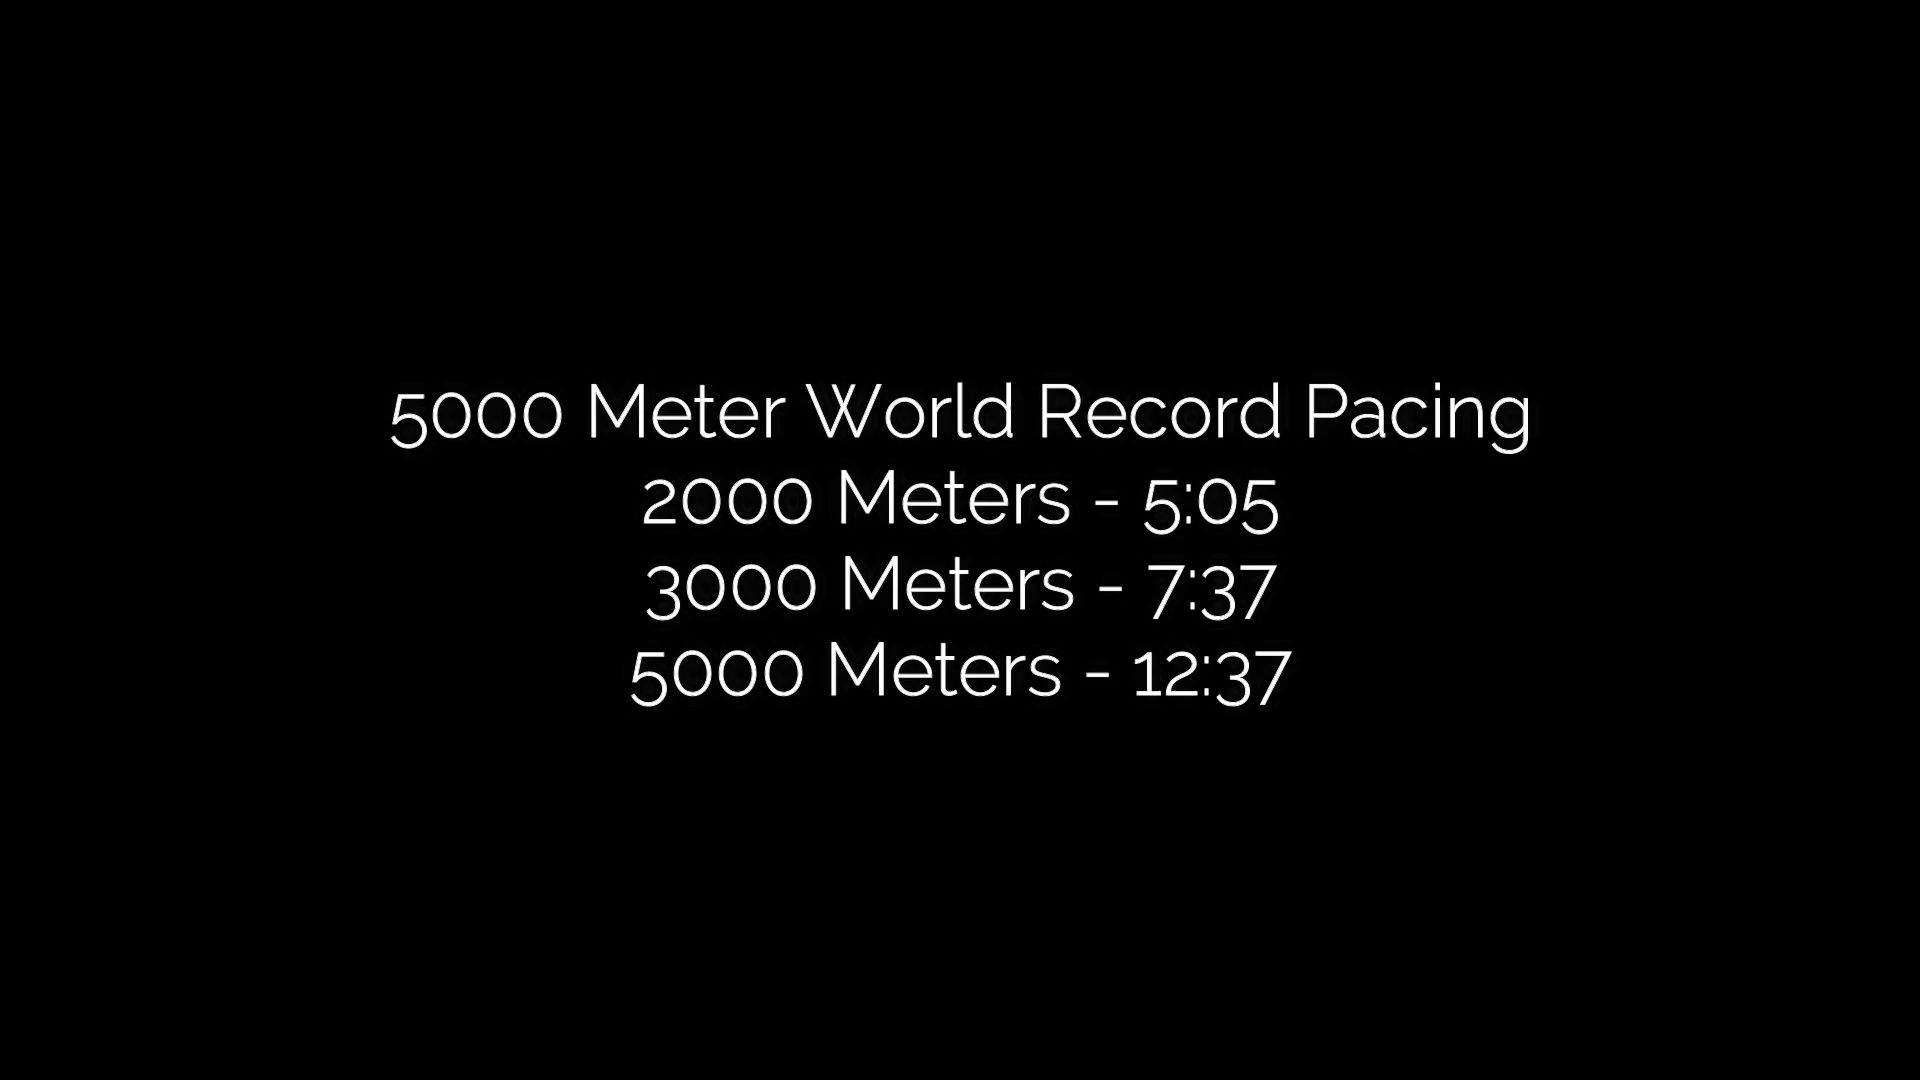 5000 Meter World Record Pacing
2000 Meters - 5:05
3000 Meters - 7:37
5000 Meters - 12:37